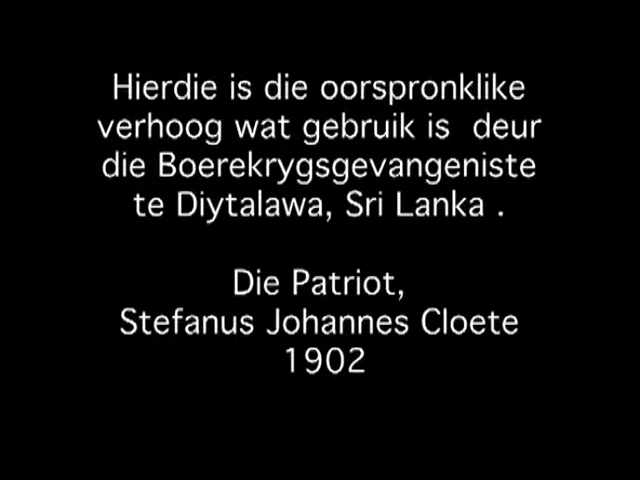 Hierdie is die oorspronklike
verhoog wat gebruik is  deur
die Boerekrygsgevangeniste
te Diytalawa, Sri Lanka .
Die Patriot,
Stefanus Johannes Cloete
1902